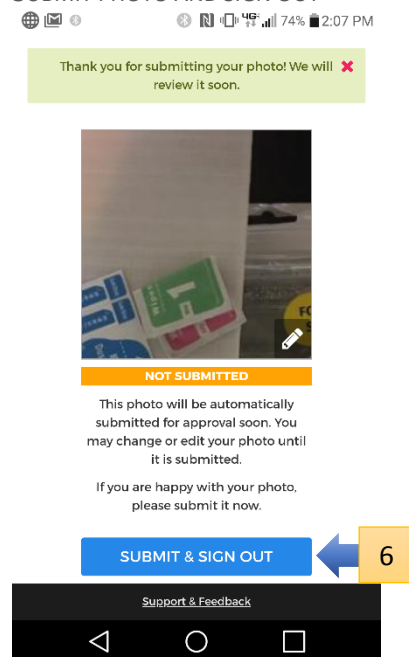 SUBMIT PHOTO AND SIGN OUT
4G 74% 2:07 PM
Thank you for submitting your photo! We will
review it soon.
NOT SUBMITTED
This photo will be automatically
submitted for approval soon. You
may change or edit your photo until
it is submitted.
If you are happy with your photo,
please submit it now.
SUBMIT & SIGN OUT
6
Support & Feedback